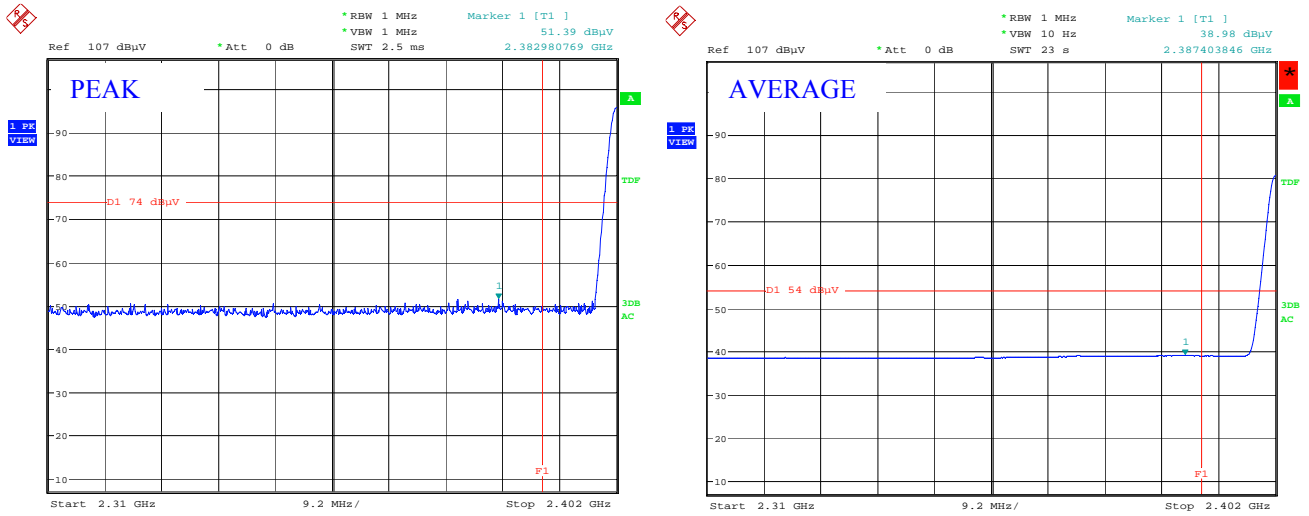 R S
* RBW 1 MHz Marker 1 [T1 ]
* VBW 1 MHz 51.39 dBµV
Ref 107 dBµV * Att 0 dB SWT 2.5 ms 2.382980769 GHz
PEAK
A
1 PK
VIEW
90
80
TDF
D1 74 dBµV
70
60
1
50
3DB
AC
40
30
20
F1
10
Start 2.31 GHz 9.2 MHz/ Stop 2.402 GHz
R S
* RBW 1 MHz Marker 1 [T1 ]
* VBW 10 Hz 38.98 dBµV
Ref 107 dBµV * Att 0 dB SWT 23 s 2.387403846 GHz
*
AVERAGE
A
1 PK
VIEW
90
80
TDF
70
60
D1 54 dBµV
50
3DB
AC
1
40
30
20
F1
10
Start 2.31 GHz 9.2 MHz/ Stop 2.402 GHz